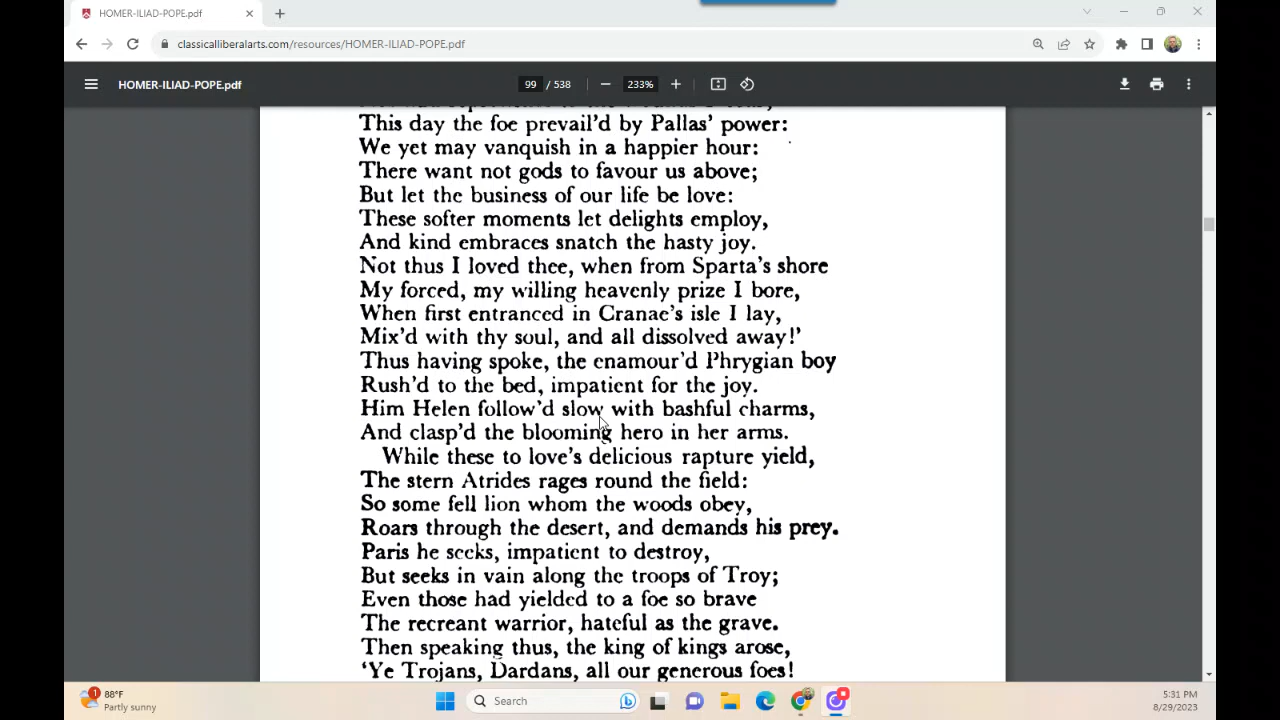 HOMER-ILIAD-POPE.pdf
classicalliberalarts.com/resources/HOMER-ILIAD-POPE.pdf
HOMER-ILIAD-POPE.pdf 99 / 538 233%
This day the foe prevail'd by Pallas' power:
We yet may vanquish in a happier hour:
There want not gods to favour us above;
But let the business of our life be love:
These softer moments let delights employ,
And kind embraces snatch the hasty joy.
Not thus I loved thee, when from Sparta's shore
My forced, my willing heavenly prize I bore,
When first entranced in Cranae's isle I lay,
Mix'd with thy soul, and all dissolved away!'
Thus having spoke, the enamour'd Phrygian boy
Rush'd to the bed, impatient for the joy.
Him Helen follow'd slow with bashful charms,
And clasp'd the blooming hero in her arms.
While these to love's delicious rapture yield,
The stern Atrides rages round the field:
So some fell lion whom the woods obey,
Roars through the desert, and demands his prey.
Paris he seeks, impatient to destroy,
But seeks in vain along the troops of Troy;
Even those had yielded to a foe so brave
The recreant warrior, hateful as the grave.
Then speaking thus, the king of kings arose,
'Ye Trojans, Dardans, all our generous foes!
1
88°F
Partly sunny
Search
5:31 PM
8/29/2023